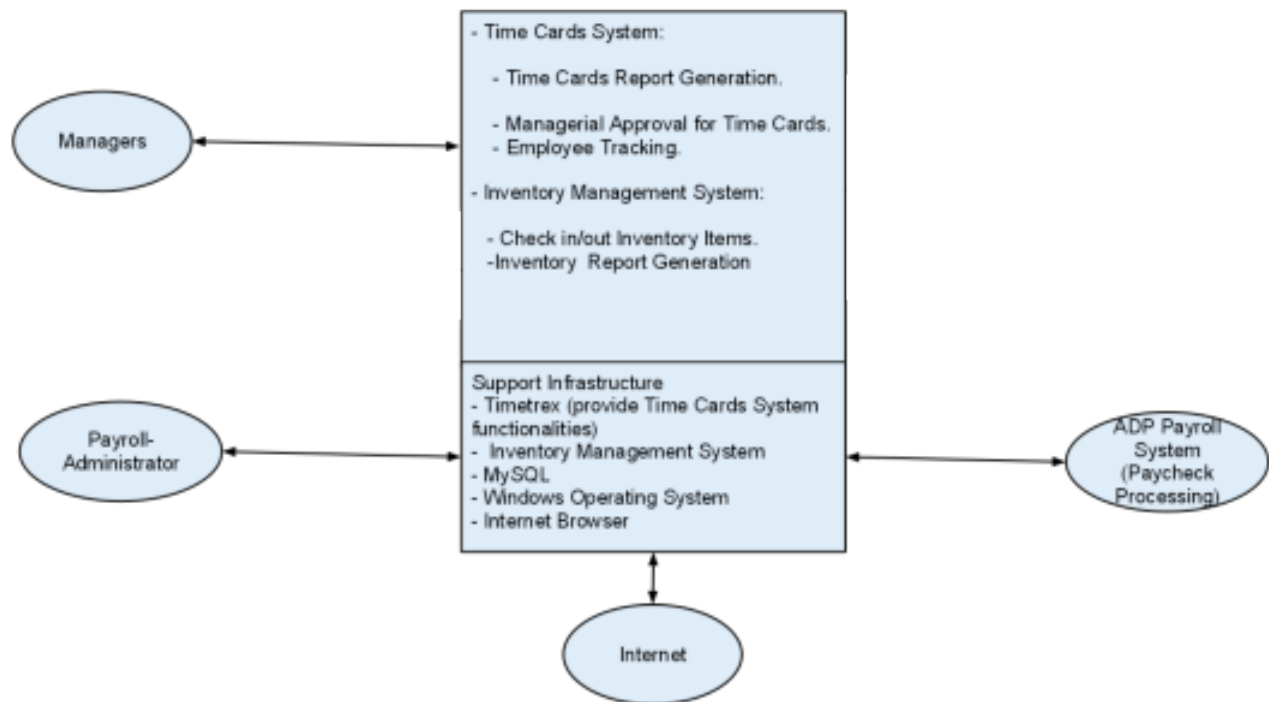 - Time Cards System:
- Time Cards Report Generation.
- Managerial Approval for Time Cards.
- Employee Tracking.
- Inventory Management System:
- Check in/out Inventory Items.
-Inventory Report Generation
Managers
Support Infrastructure
- Timetrex (provide Time Cards System
functionalities)
- Inventory Management System
- MySQL
- Windows Operating System
- Internet Browser
Payroll-
Administrator
ADP Payroll
System
(Paycheck
Processing)
Internet